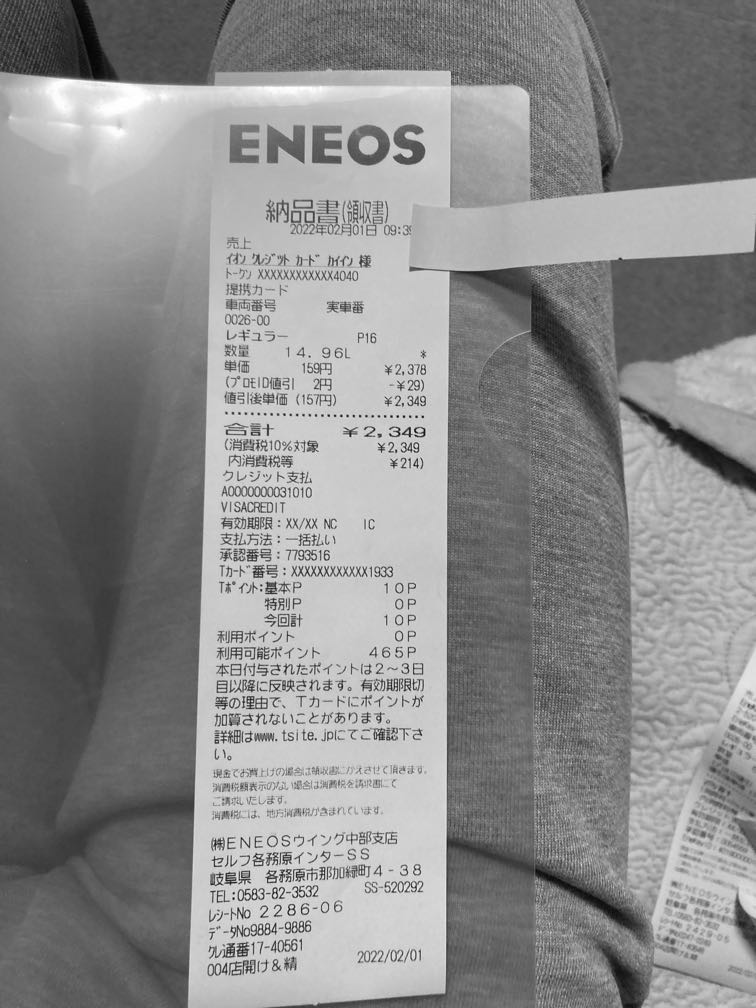 ENEOS
納品書(領収書)
2022年02月01日 09:39
売上
イオン クレジット カード カイイン 様
トークン XXXXXXXXXXXX4040
提携カード
車両番号 実車番
0026-00
レギュラー P16
数量 14.96L *
単価 159円 ¥2,378
(プロモID値引 2円 -¥29)
値引後単価 (157円) ¥2,349
合計 ¥2,349
(消費税10%対象 ¥2,349
内消費税等 ¥214)
クレジット支払
A0000000031010
VISACREDIT
有効期限：XX/XX NC IC
支払方法：一括払い
承認番号：7793516
Tカード番号：XXXXXXXXXXXX1933
Tポイント：基本P 10P
特別P 0P
今回計 10P
利用ポイント 0P
利用可能ポイント 465P
本日付与されたポイントは2～3日
目以降に反映されます。有効期限切
等の理由で、Tカードにポイントが
加算されないことがあります。
詳細はwww.tsite.jpにてご確認下さ
い。
現金でお買上げの場合は領収書にかえさせて頂きます。
消費税額表示のない場合は消費税を請求書にて
ご請求いたします。
消費税には、地方消費税が含まれています。
㈱ENEOSウイング中部支店
セルフ各務原インターSS
岐阜県 各務原市那加緑町4-38
TEL:0583-82-3532 SS-520292
レシートNo 2286-06
データNo9884-9886
クレ通番17-40561
004店開け&精 2022/02/01